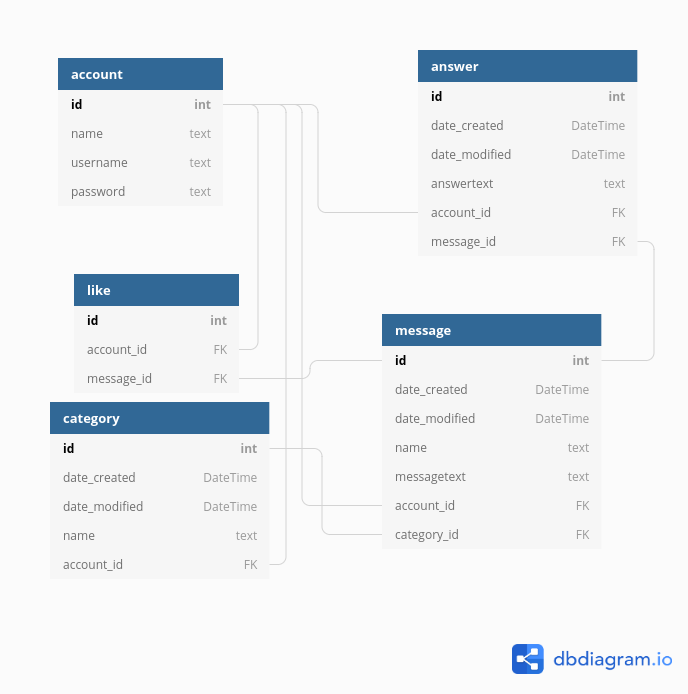 account
id int
name text
username text
password text
answer
id int
date_created DateTime
date_modified DateTime
answertext text
account_id FK
message_id FK
like
id int
account_id FK
message_id FK
message
id int
date_created DateTime
date_modified DateTime
name text
messagetext text
account_id FK
category_id FK
category
id int
date_created DateTime
date_modified DateTime
name text
account_id FK
dbdiagram.io